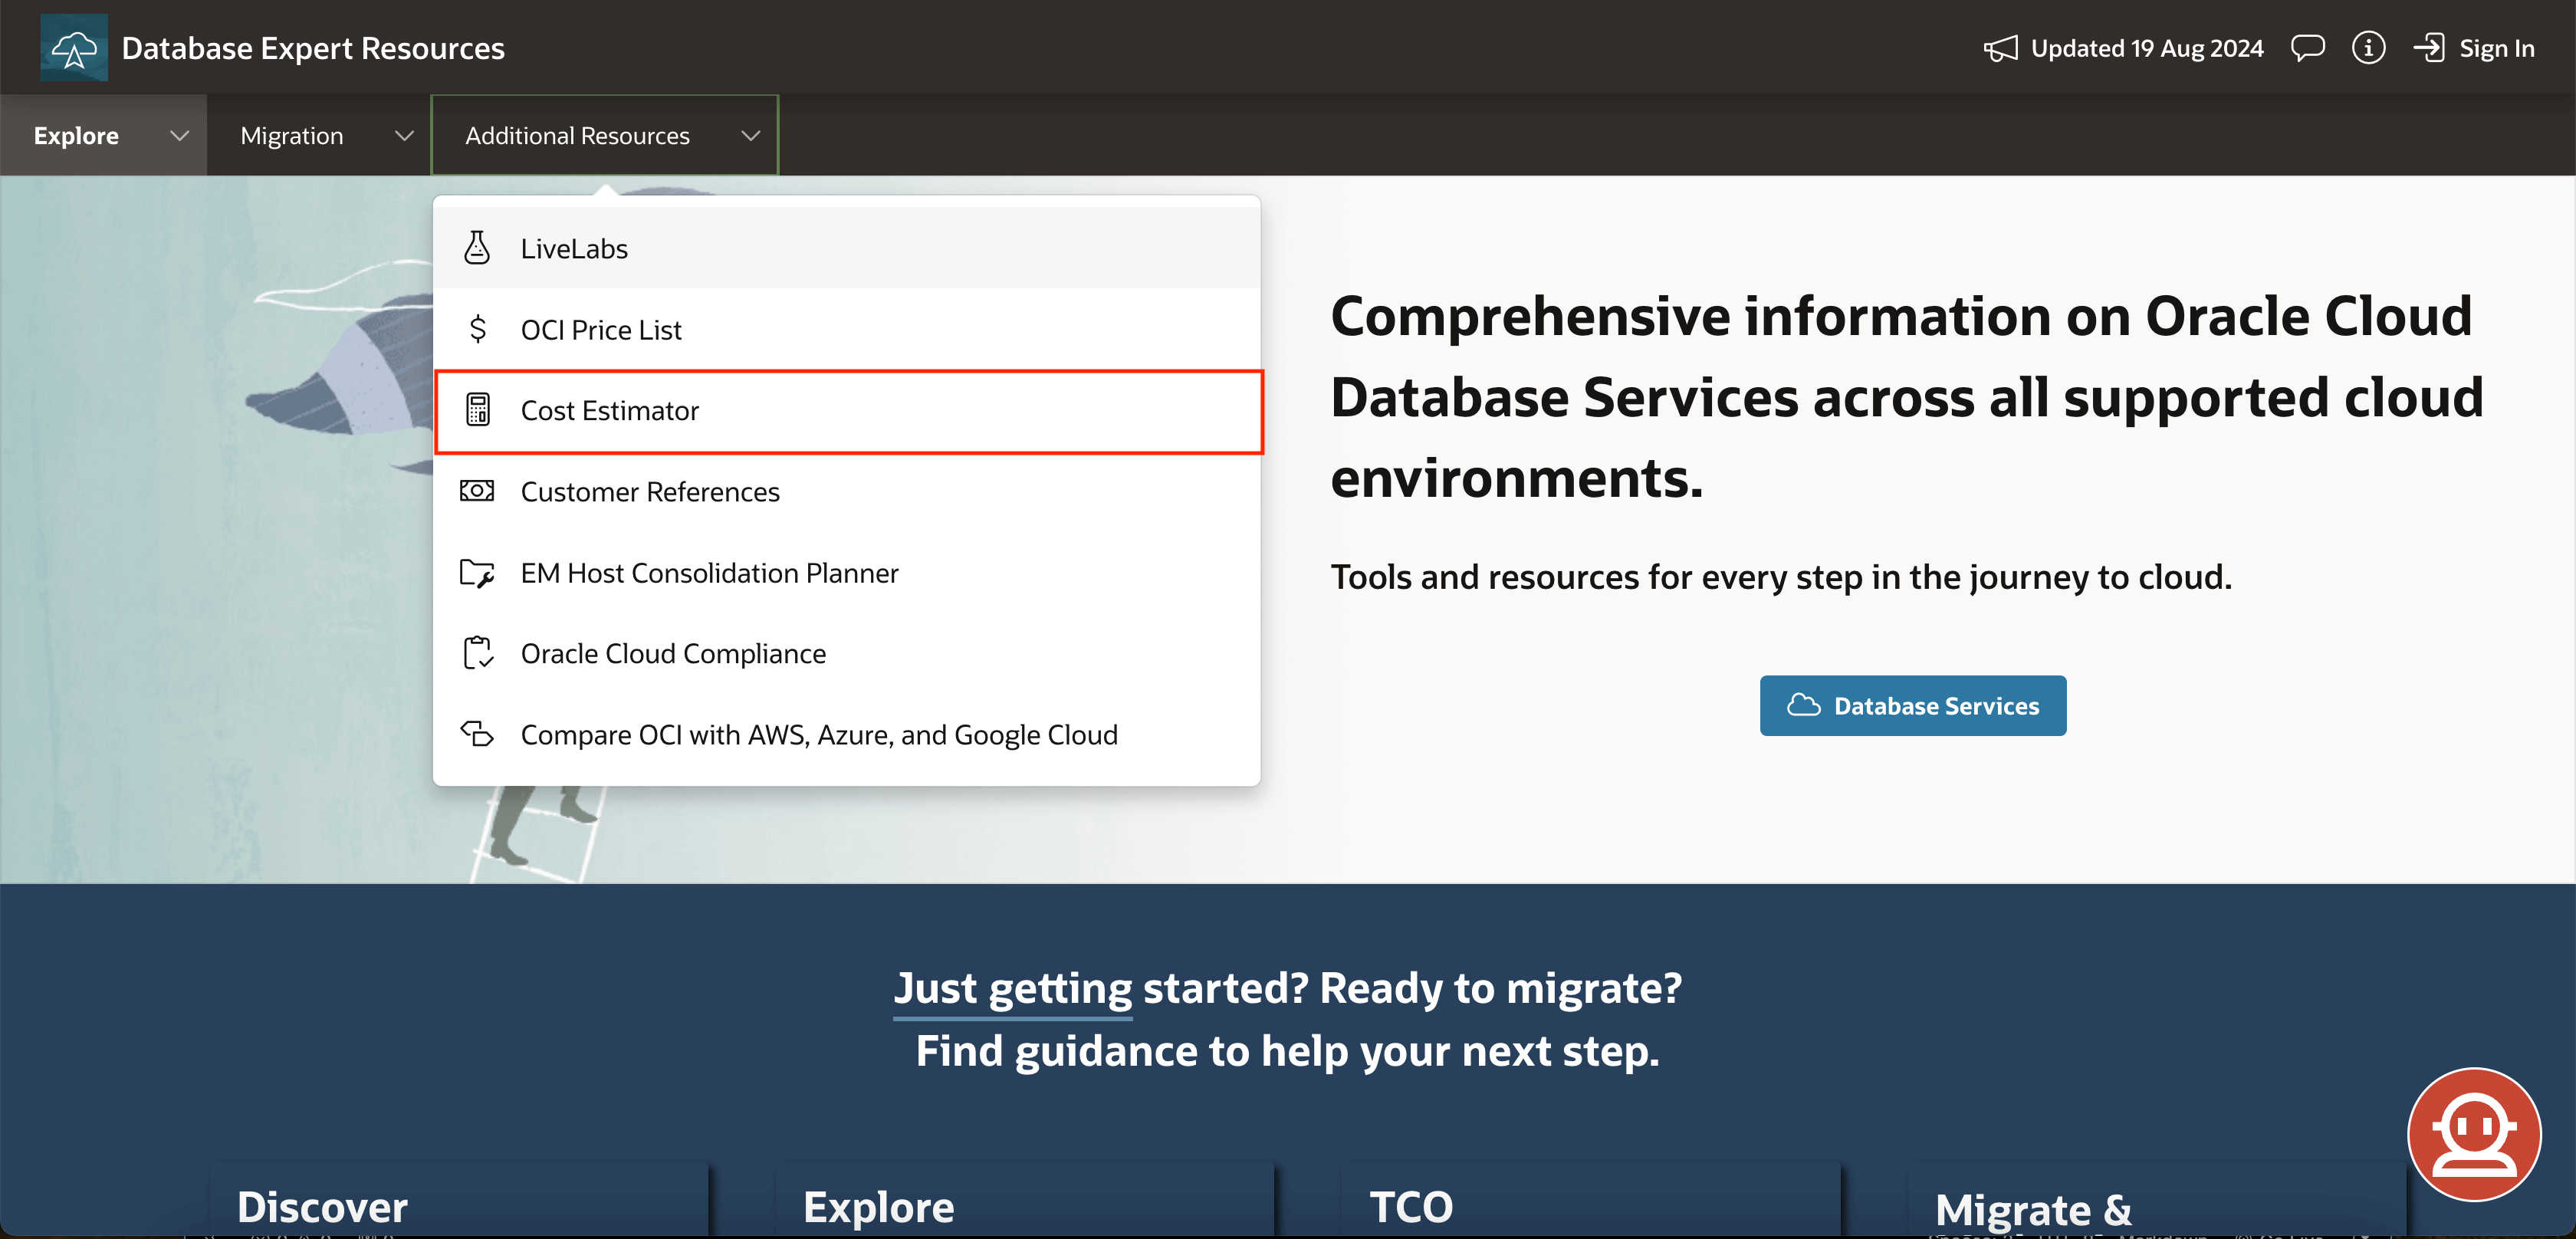 Database Expert Resources
Updated 19 Aug 2024
Sign In
Explore
Migration
Additional Resources
LiveLabs
OCI Price List
Cost Estimator
Customer References
EM Host Consolidation Planner
Oracle Cloud Compliance
Compare OCI with AWS, Azure, and Google Cloud
Comprehensive information on Oracle Cloud
Database Services across all supported cloud
environments.
Tools and resources for every step in the journey to cloud.
Database Services
Just getting started? Ready to migrate?
Find guidance to help your next step.
Discover
Explore
TCO
Migrate &